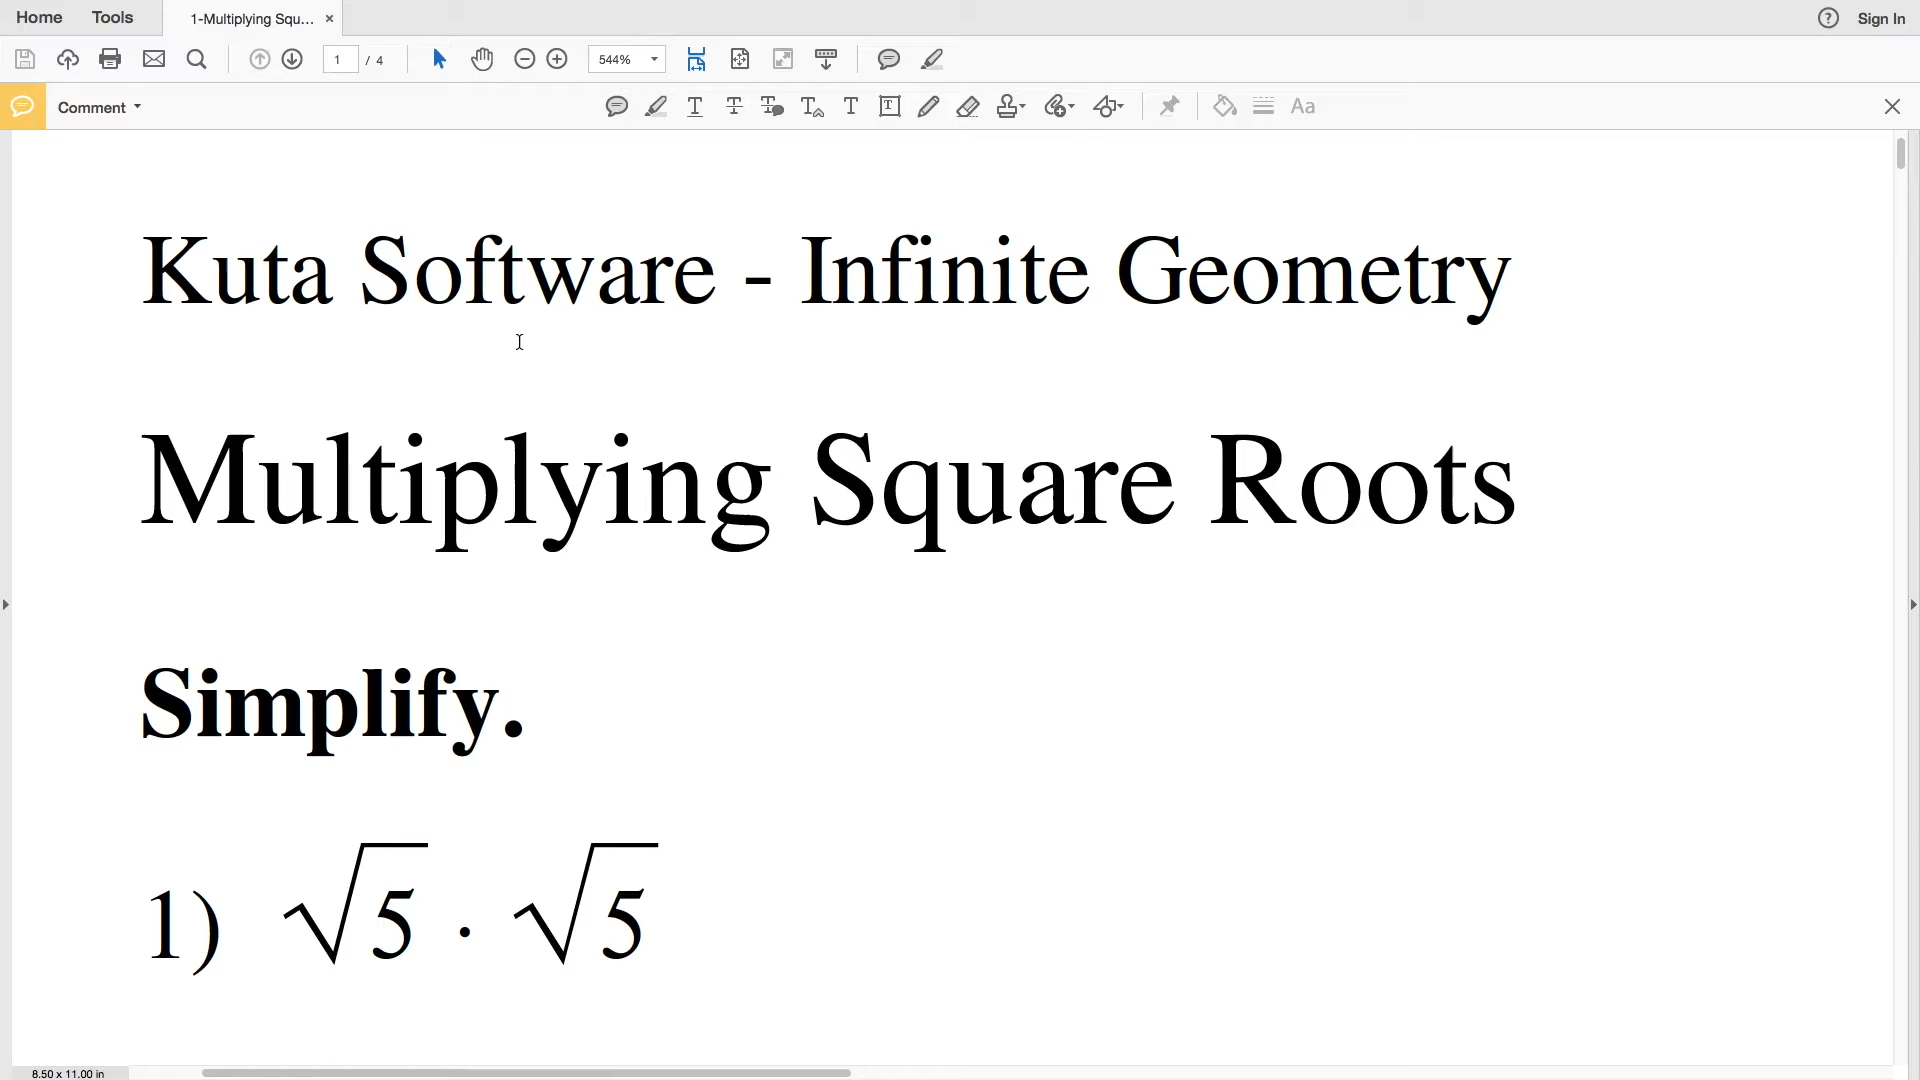 Home Tools 1-Multiplying Squ... × ? Sign In
1 / 4 544%
Comment T T T T T T Aa
Kuta Software - Infinite Geometry
Multiplying Square Roots
Simplify.
1) √5 · √5
8.50 x 11.00 in